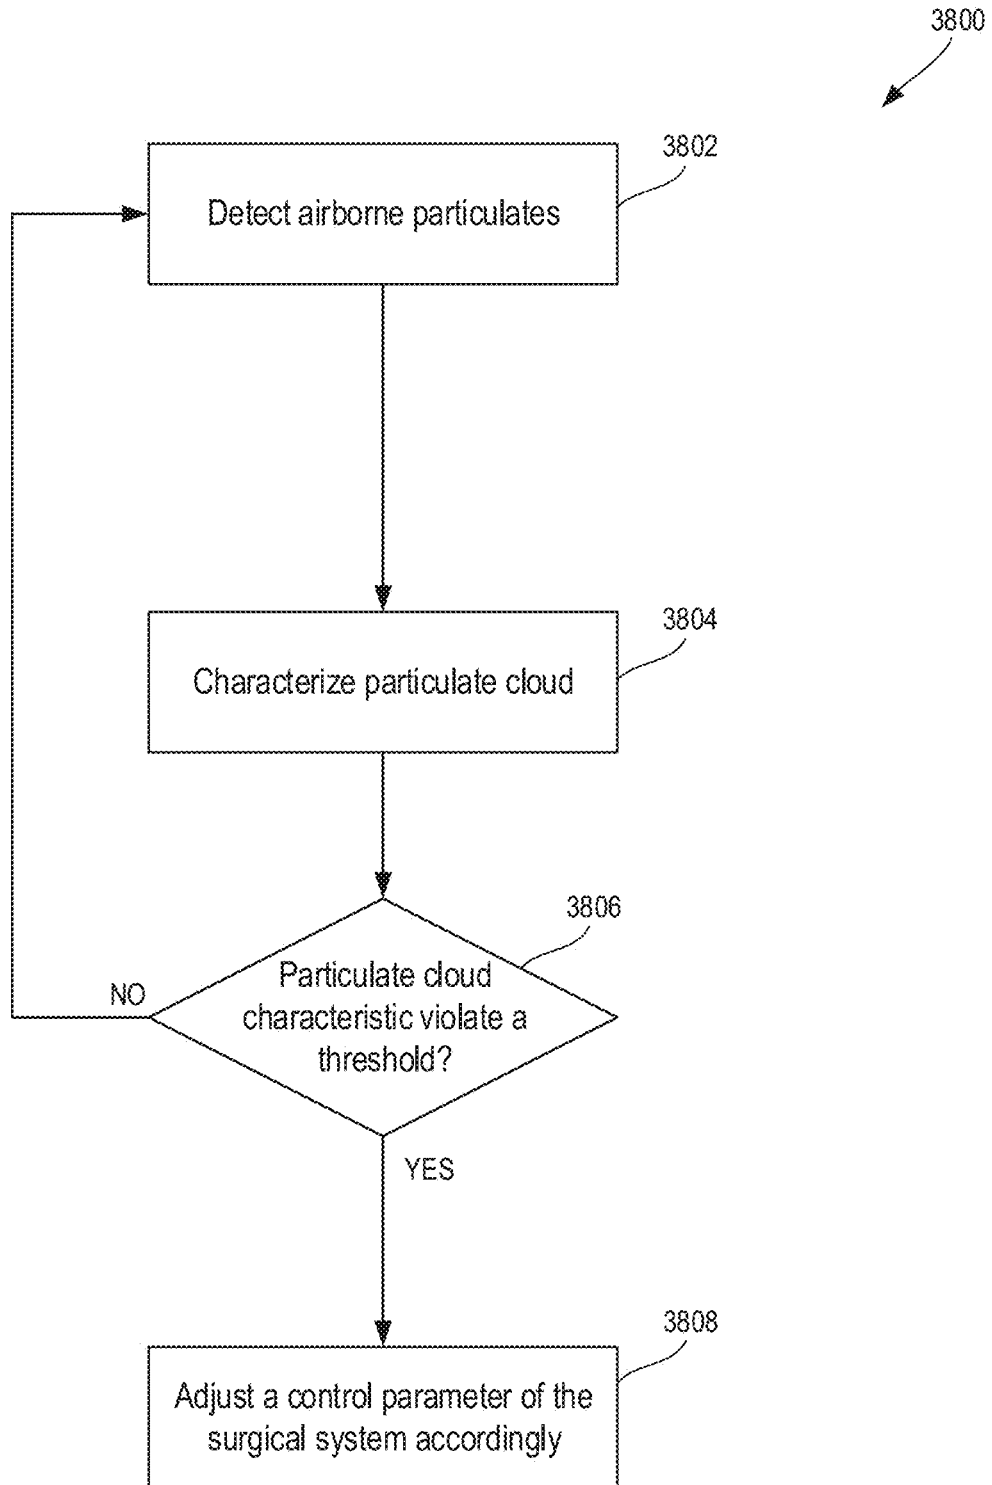 3800
3802
Detect airborne particulates
3804
Characterize particulate cloud
3806
Particulate cloud
characteristic violate a
threshold?
NO
YES
3808
Adjust a control parameter of the
surgical system accordingly